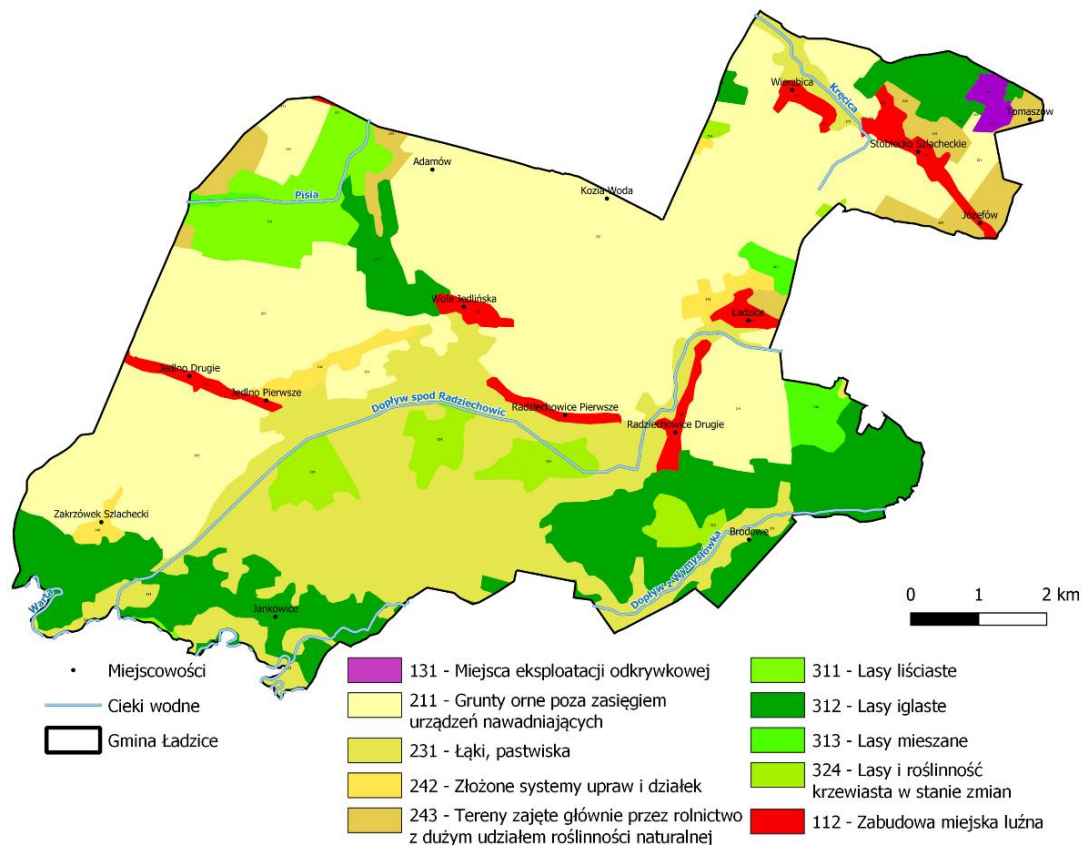 Kręcica
Wierzbica
Tomaszów
Stobiecko Szlacheckie
Adamów
Kozia Woda
Pisia
Józefów
Wola Jedlińska
Ładzice
Jedlno Drugie
Jedlno Pierwsze
Dopływ spod Radziechowic
Radziechowice Pierwsze
Radziechowice Drugie
Zakrzówek Szlachecki
Brodowe
Dopływ z Wymysłówka
Warta
Jankowice
0 1 2 km
Miejscowości
Cieki wodne
Gmina Ładzice
131 - Miejsca eksploatacji odkrywkowej
211 - Grunty orne poza zasięgiem
urządzeń nawadniających
231 - Łąki, pastwiska
242 - Złożone systemy upraw i działek
243 - Tereny zajęte głównie przez rolnictwo
z dużym udziałem roślinności naturalnej
311 - Lasy liściaste
312 - Lasy iglaste
313 - Lasy mieszane
324 - Lasy i roślinność
krzewiasta w stanie zmian
112 - Zabudowa miejska luźna